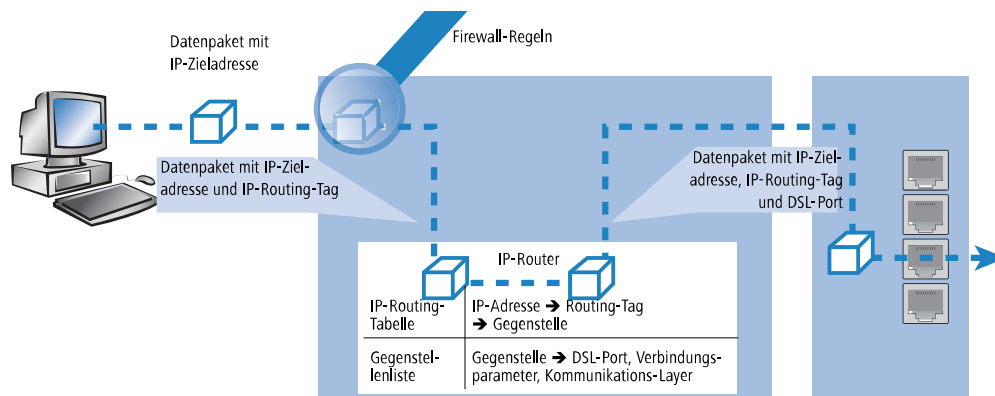 Datenpaket mit
IP-Zieladresse
Firewall-Regeln
Datenpaket mit IP-Ziel-
adresse und IP-Routing-Tag
Datenpaket mit IP-Ziel-
adresse, IP-Routing-Tag
und DSL-Port
IP-Router
IP-Routing-
Tabelle
IP-Adresse ➔ Routing-Tag
➔ Gegenstelle
Gegenstel-
lenliste
Gegenstelle ➔ DSL-Port, Verbindungs-
parameter, Kommunikations-Layer